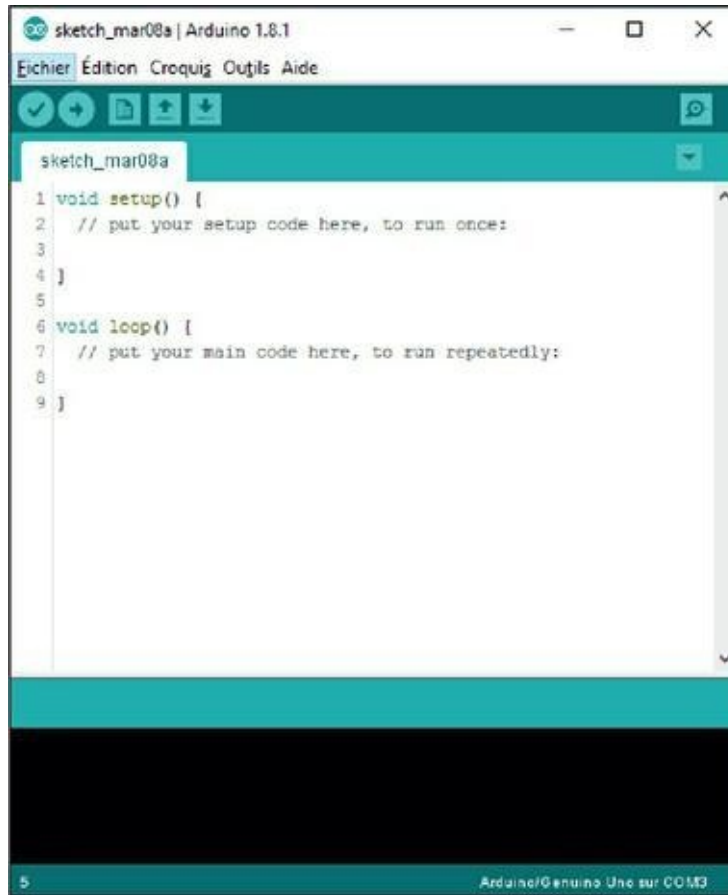 sketch_mar08a | Arduino 1.8.1
Eichier Édition Croquis Outils Aide
sketch_mar08a
1 void setup() {
2 // put your setup code here, to run once:
3
4 }
5
6 void loop() {
7 // put your main code here, to run repeatedly:
8
9 }
5 Arduino/Genuino Uno sur COM3